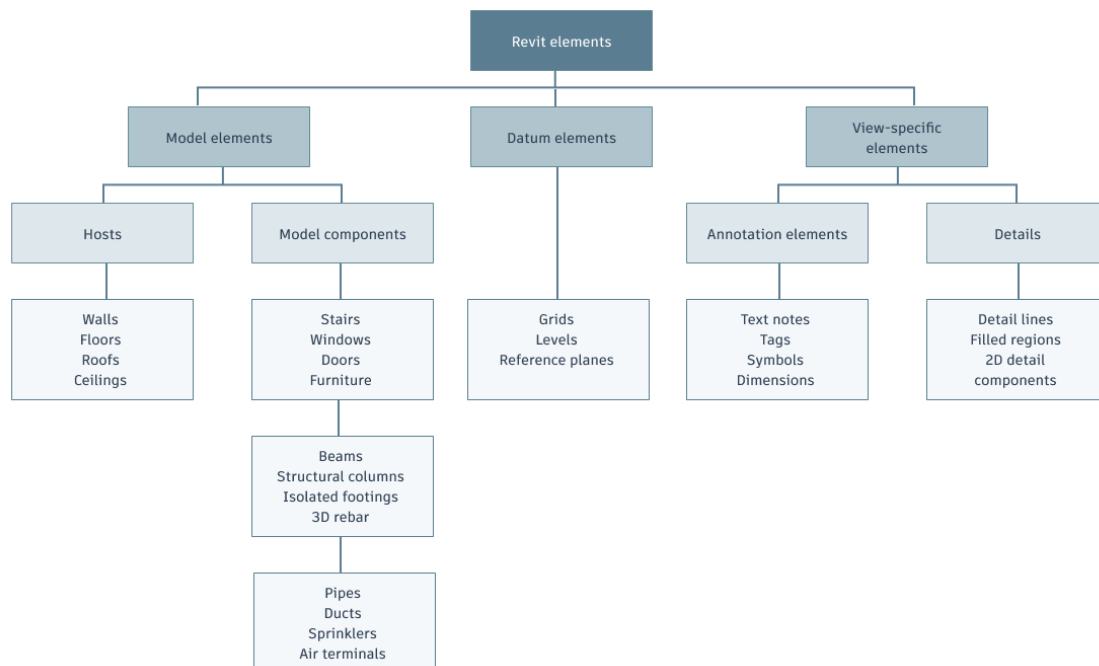 Revit elements
Model elements
Datum elements
View-specific
elements
Hosts
Model components
Annotation elements
Details
Walls
Floors
Roofs
Ceilings
Stairs
Windows
Doors
Furniture
Grids
Levels
Reference planes
Text notes
Tags
Symbols
Dimensions
Detail lines
Filled regions
2D detail
components
Beams
Structural columns
Isolated footings
3D rebar
Pipes
Ducts
Sprinklers
Air terminals